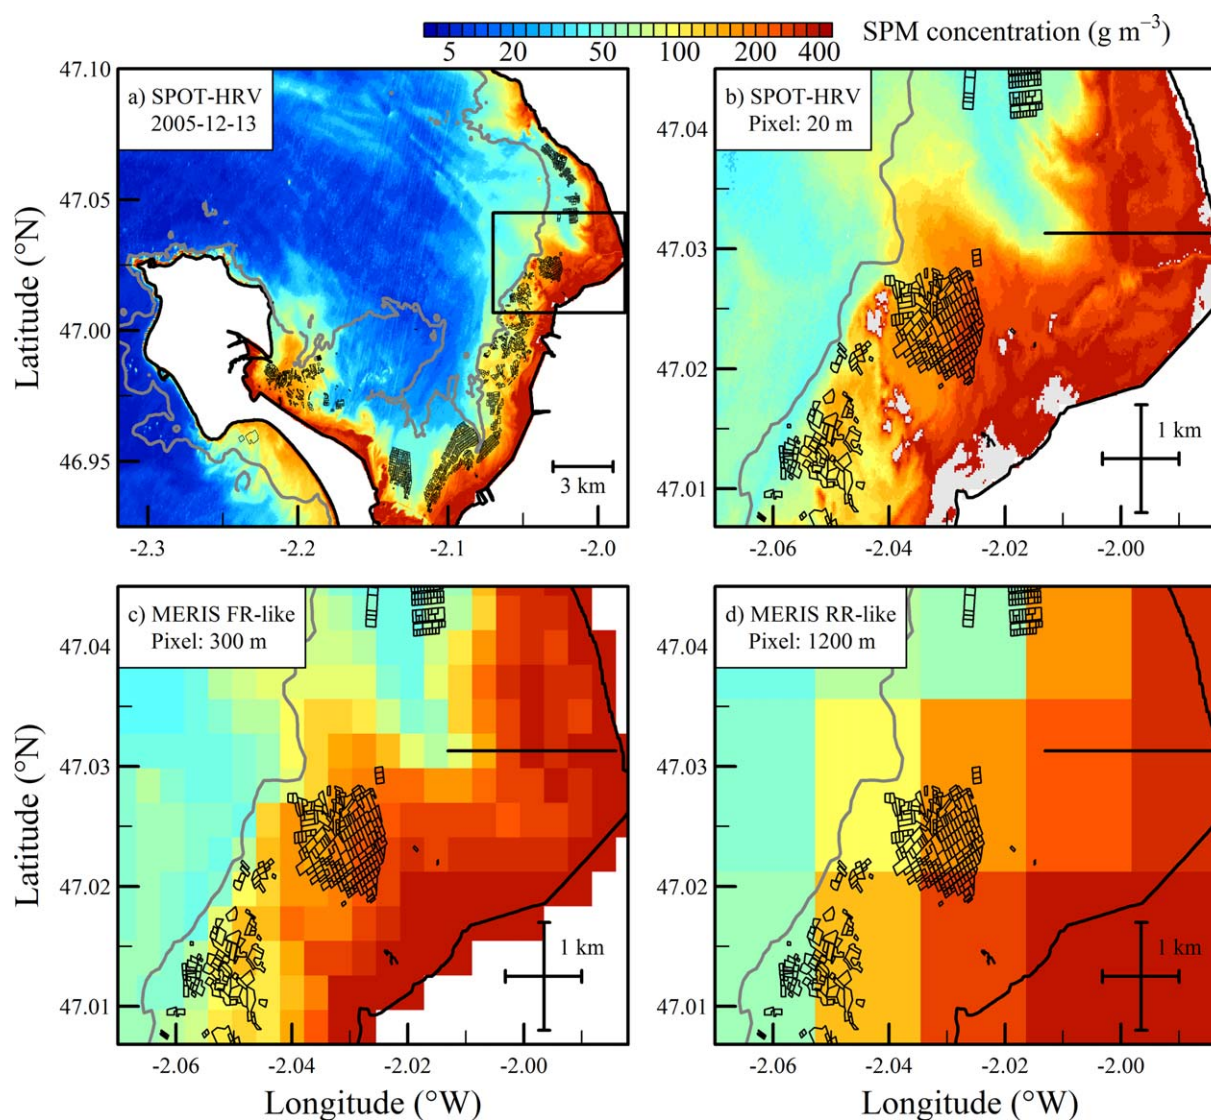 SPM concentration (g m⁻³)
5 20 50 100 200 400
a) SPOT-HRV
2005-12-13
47.10
47.05
47.00
46.95
Latitude (°N)
3 km
-2.3 -2.2 -2.1 -2.0
b) SPOT-HRV
Pixel: 20 m
47.04
47.03
47.02
47.01
1 km
-2.06 -2.04 -2.02 -2.00
c) MERIS FR-like
Pixel: 300 m
47.04
47.03
47.02
47.01
Latitude (°N)
1 km
-2.06 -2.04 -2.02 -2.00
Longitude (°W)
d) MERIS RR-like
Pixel: 1200 m
47.04
47.03
47.02
47.01
1 km
-2.06 -2.04 -2.02 -2.00
Longitude (°W)